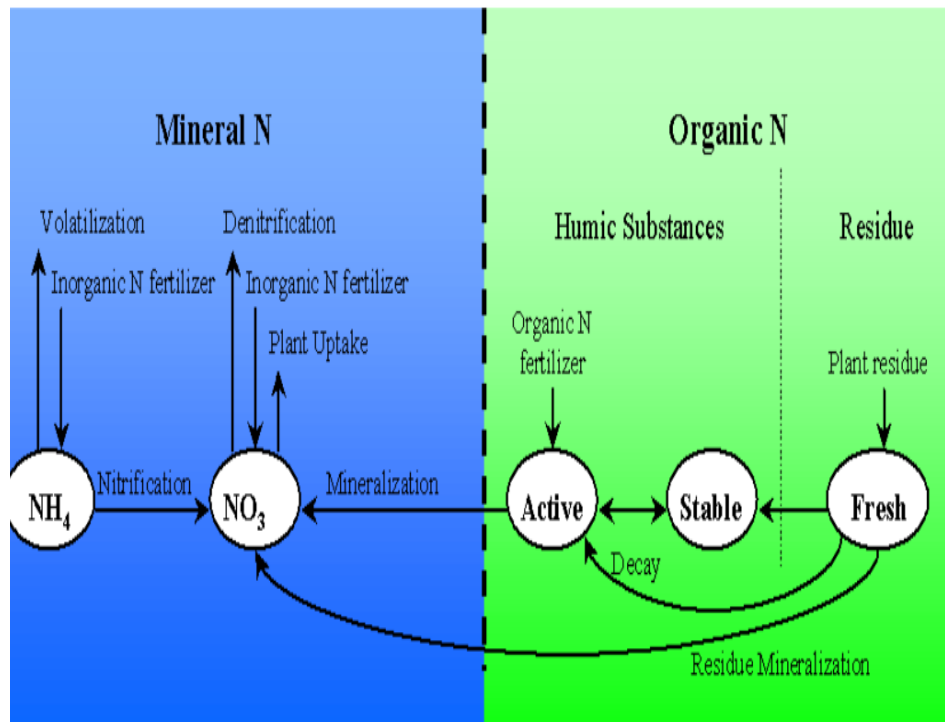 Mineral N
Organic N
Volatilization
Denitrification
Humic Substances
Residue
Inorganic N fertilizer
Inorganic N fertilizer
Plant Uptake
Organic N
fertilizer
Plant residue
NH₄
Nitrification
NO₃
Mineralization
Active
Stable
Fresh
Decay
Residue Mineralization